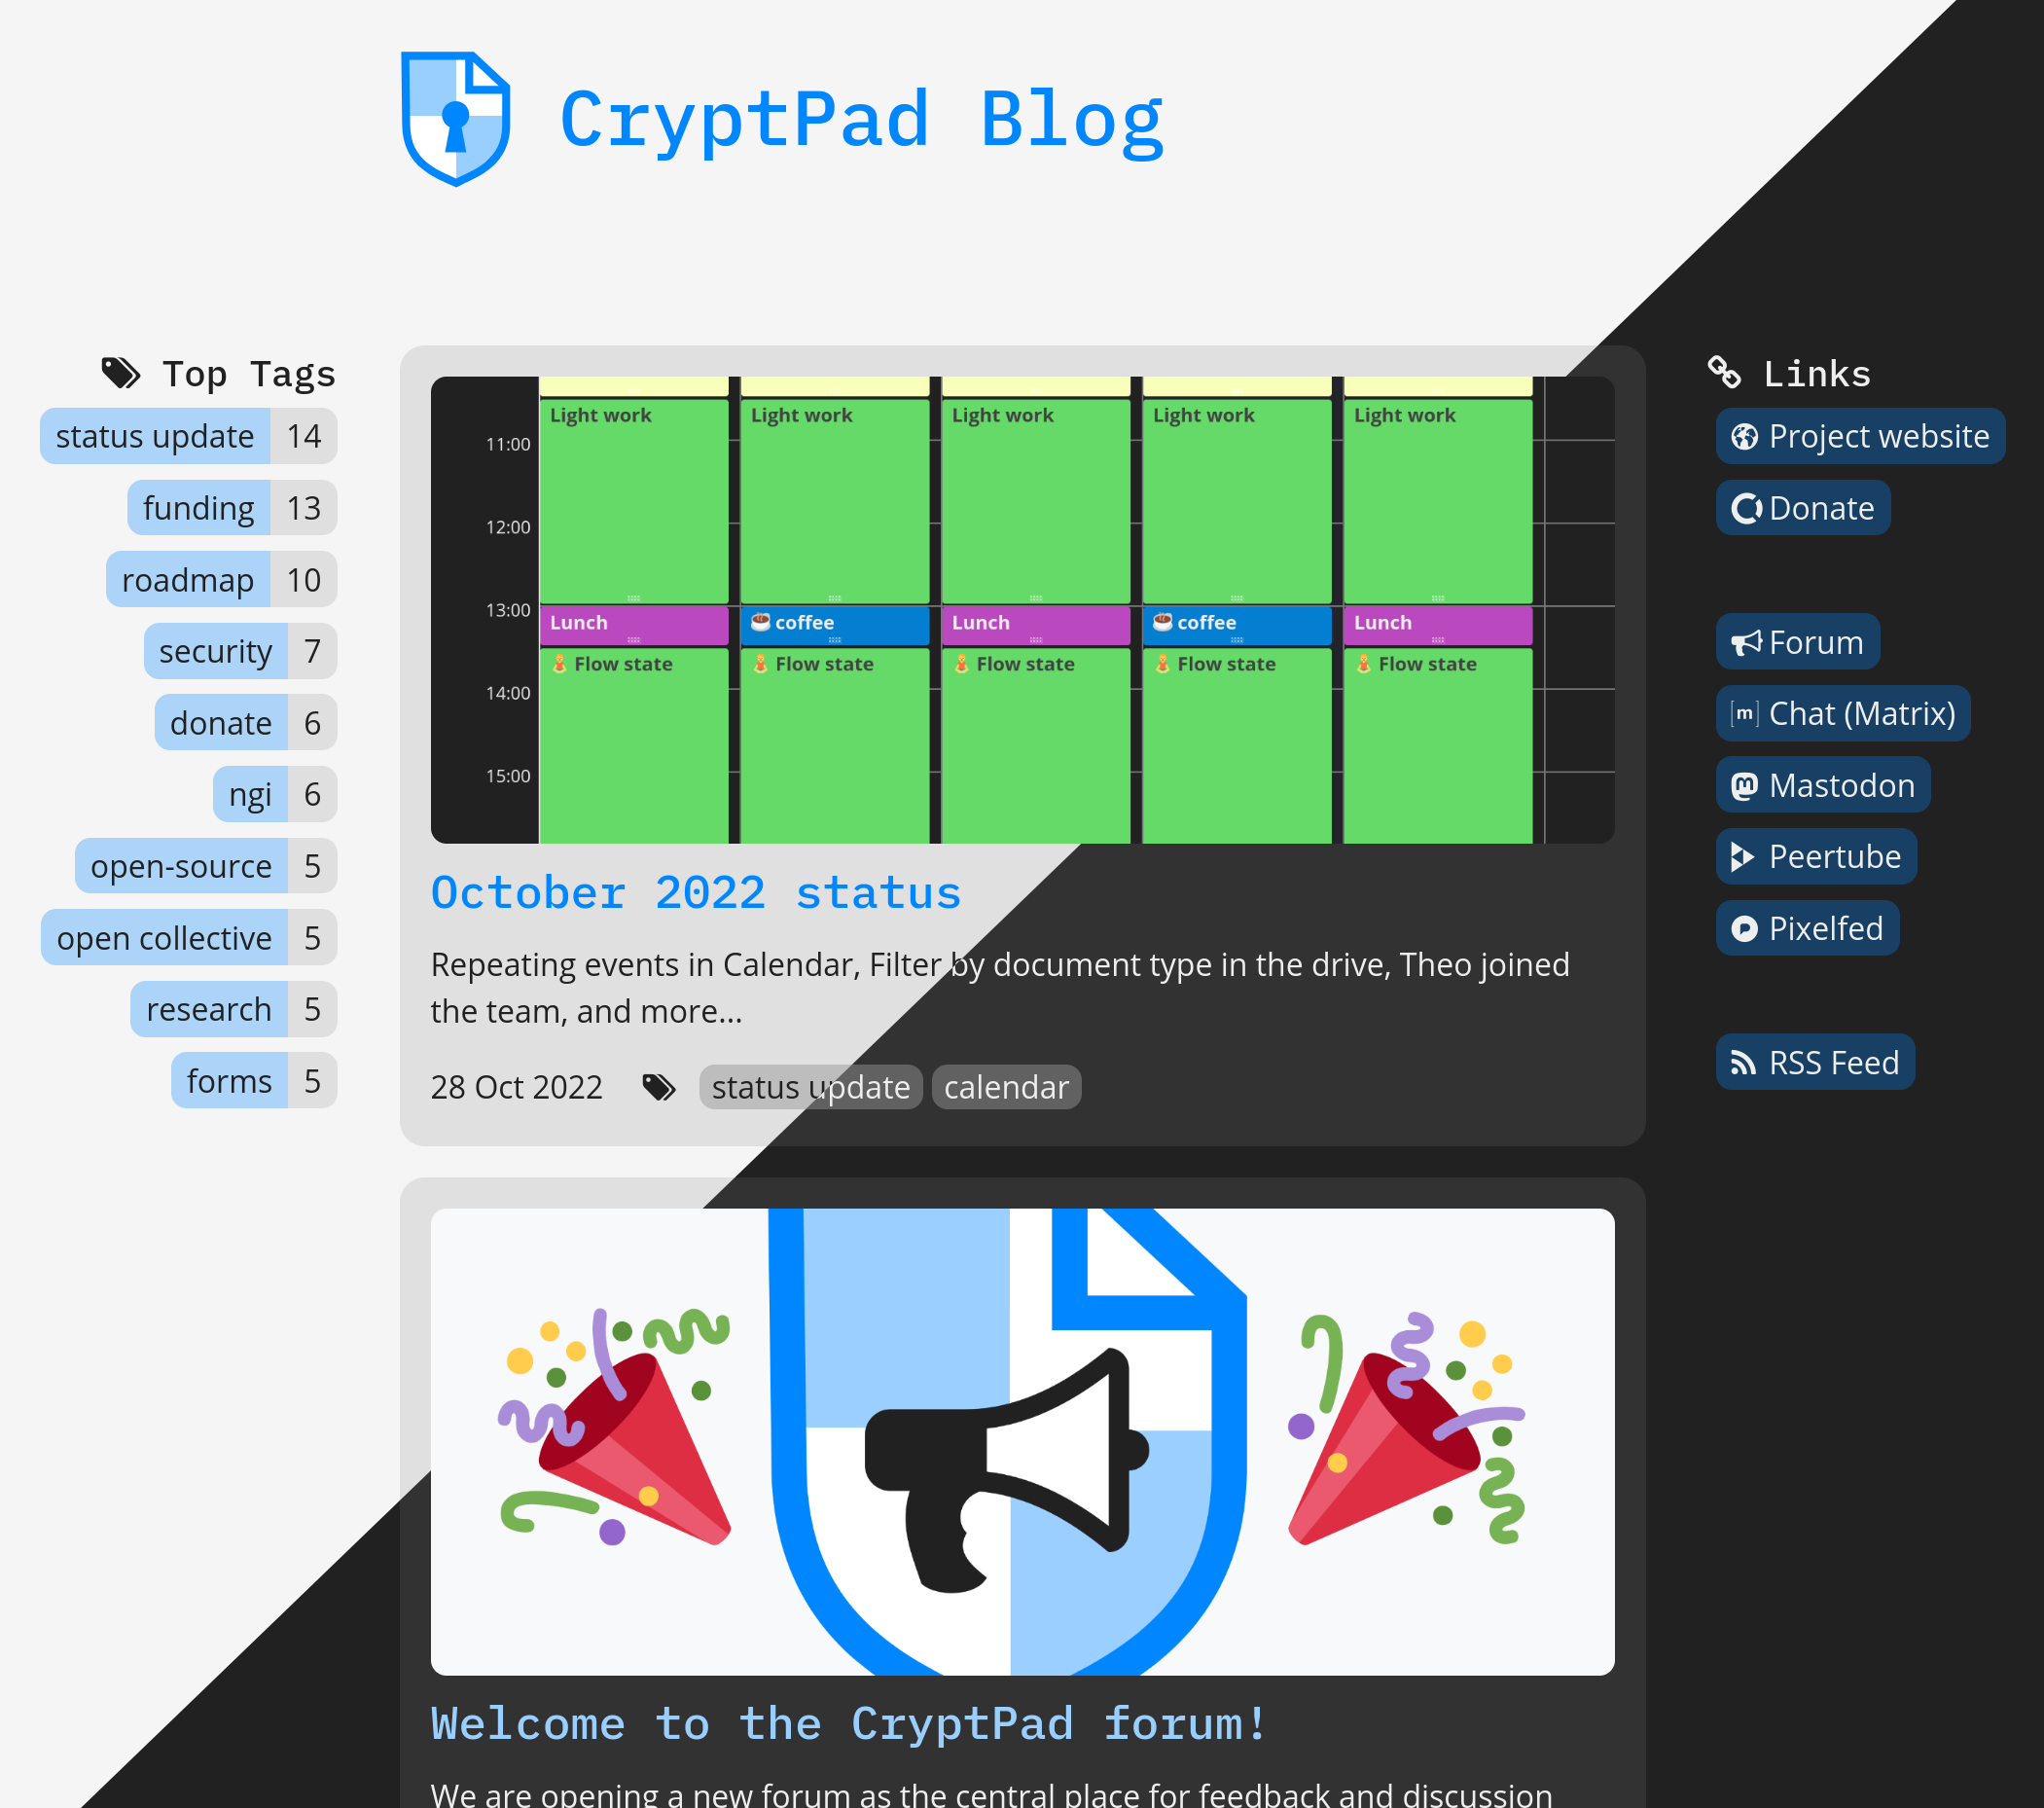 CryptPad Blog
Top Tags
status update 14
funding 13
roadmap 10
security 7
donate 6
ngi 6
open-source 5
open collective 5
research 5
forms 5
Light work Light work Light work Light work Light work
11:00
12:00
13:00
Lunch ☕ coffee Lunch ☕ coffee Lunch
Flow state Flow state Flow state Flow state Flow state
14:00
15:00
October 2022 status
Repeating events in Calendar, Filter by document type in the drive, Theo joined
the team, and more...
28 Oct 2022 status update calendar
Welcome to the CryptPad forum!
We are opening a new forum as the central place for feedback and discussion
Links
Project website
Donate
Forum
[m] Chat (Matrix)
Mastodon
Peertube
Pixelfed
RSS Feed